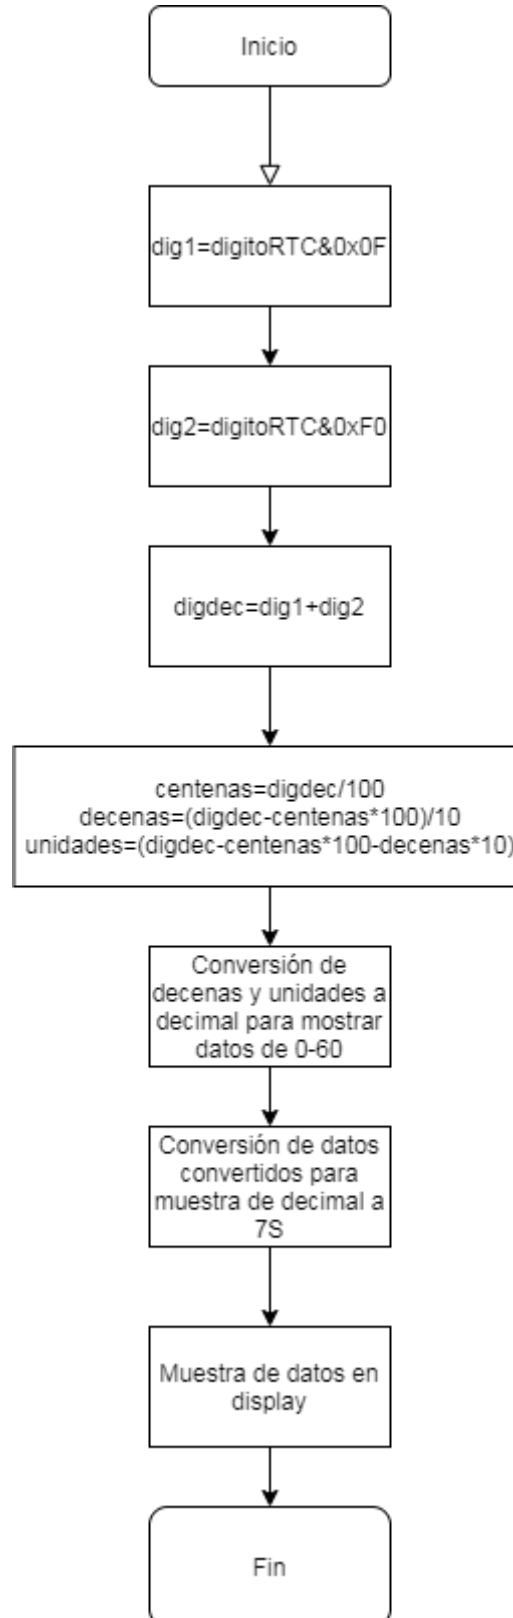 Inicio
dig1=digitoRTC&0x0F
dig2=digitoRTC&0xF0
digdec=dig1+dig2
centenas=digdec/100
decenas=(digdec-centenas*100)/10
unidades=(digdec-centenas*100-decenas*10)
Conversión de
decenas y unidades a
decimal para mostrar
datos de 0-60
Conversión de datos
convertidos para
muestra de decimal a
7S
Muestra de datos en
display
Fin